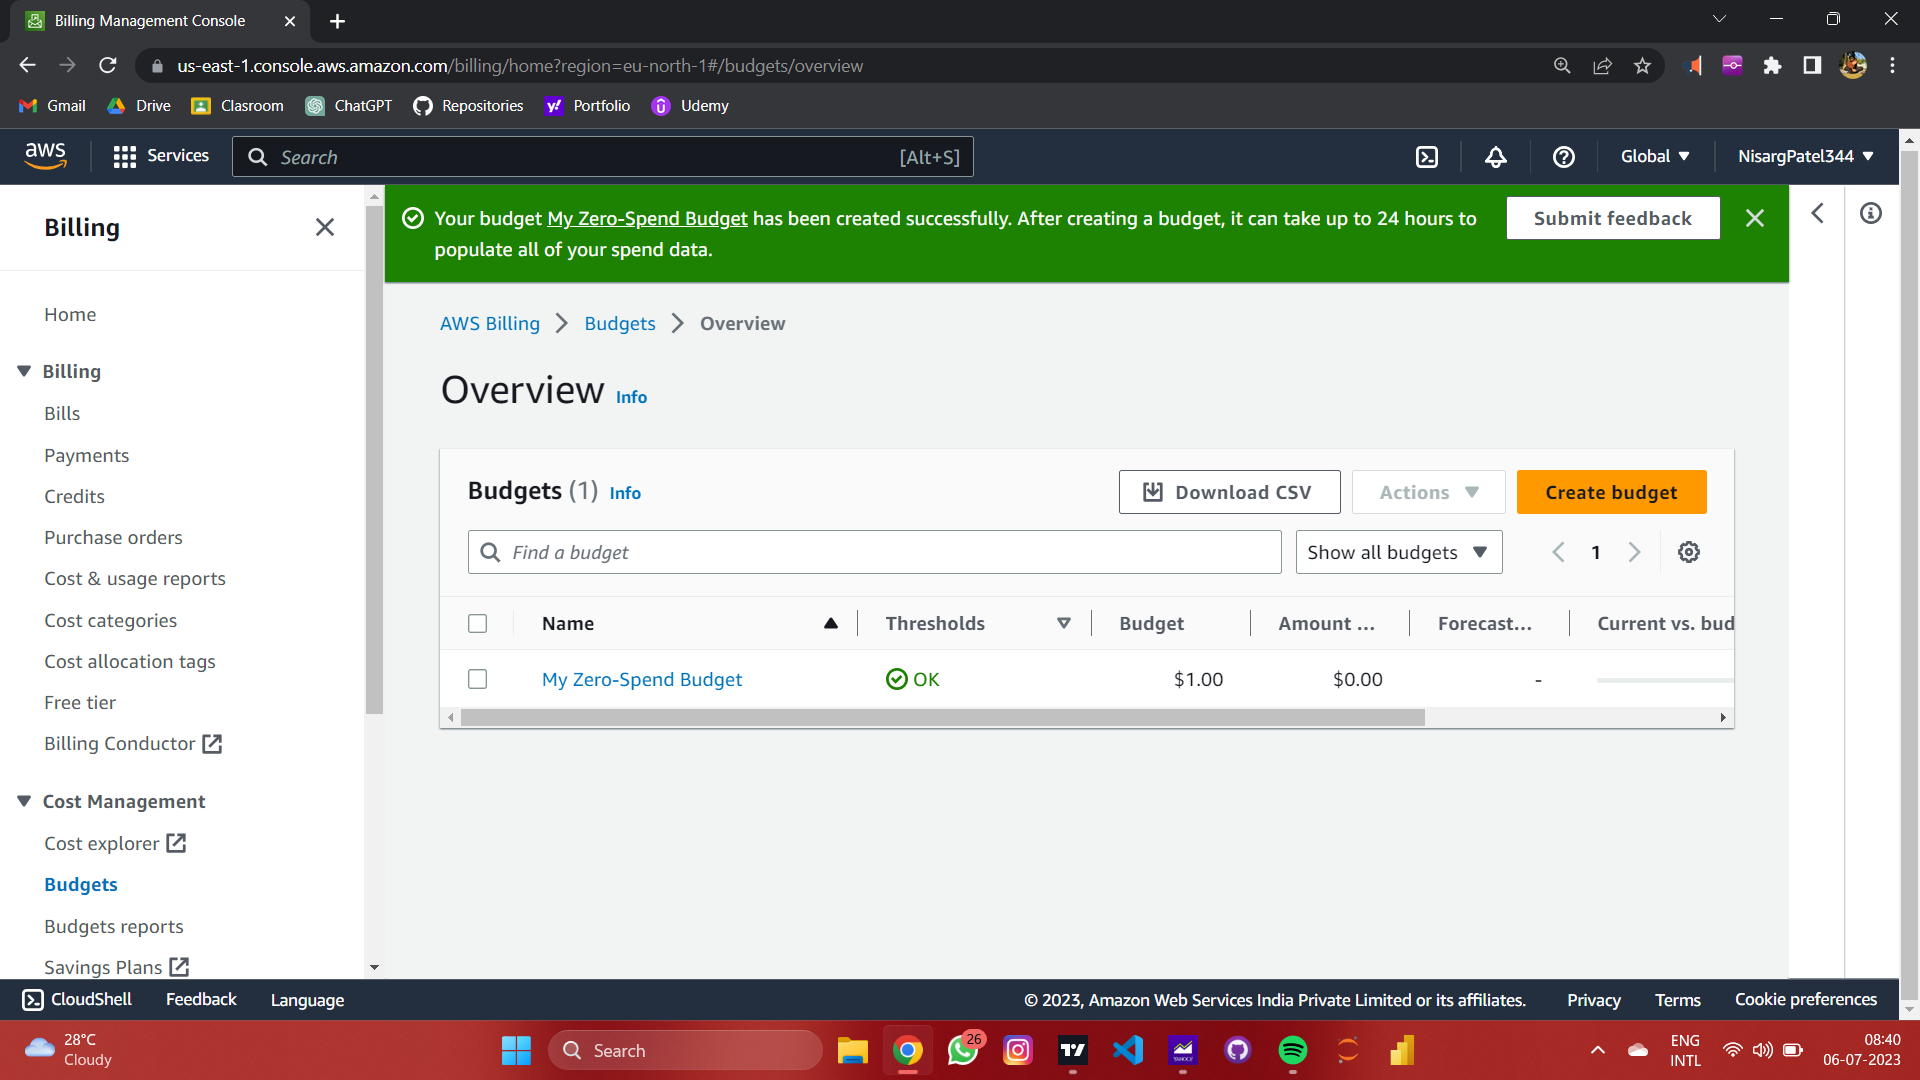 Billing Management Console
us-east-1.console.aws.amazon.com/billing/home?region=eu-north-1#/budgets/overview
Gmail
Drive
Clasroom
ChatGPT
Repositories
Portfolio
Udemy
aws
Services
Search
[Alt+S]
Global
NisargPatel344
Billing
Home
Billing
Bills
Payments
Credits
Purchase orders
Cost & usage reports
Cost categories
Cost allocation tags
Free tier
Billing Conductor
Cost Management
Cost explorer
Budgets
Budgets reports
Savings Plans
Your budget My Zero-Spend Budget has been created successfully. After creating a budget, it can take up to 24 hours to
populate all of your spend data.
Submit feedback
AWS Billing
Budgets
Overview
Overview Info
Budgets (1) Info
Download CSV
Actions
Create budget
Find a budget
Show all budgets
1
Name
Thresholds
Budget
Amount ...
Forecast...
Current vs. bud
My Zero-Spend Budget
OK
$1.00
$0.00
-
CloudShell
Feedback
Language
© 2023, Amazon Web Services India Private Limited or its affiliates.
Privacy
Terms
Cookie preferences
28°C
Cloudy
Search
26
ENG
INTL
08:40
06-07-2023